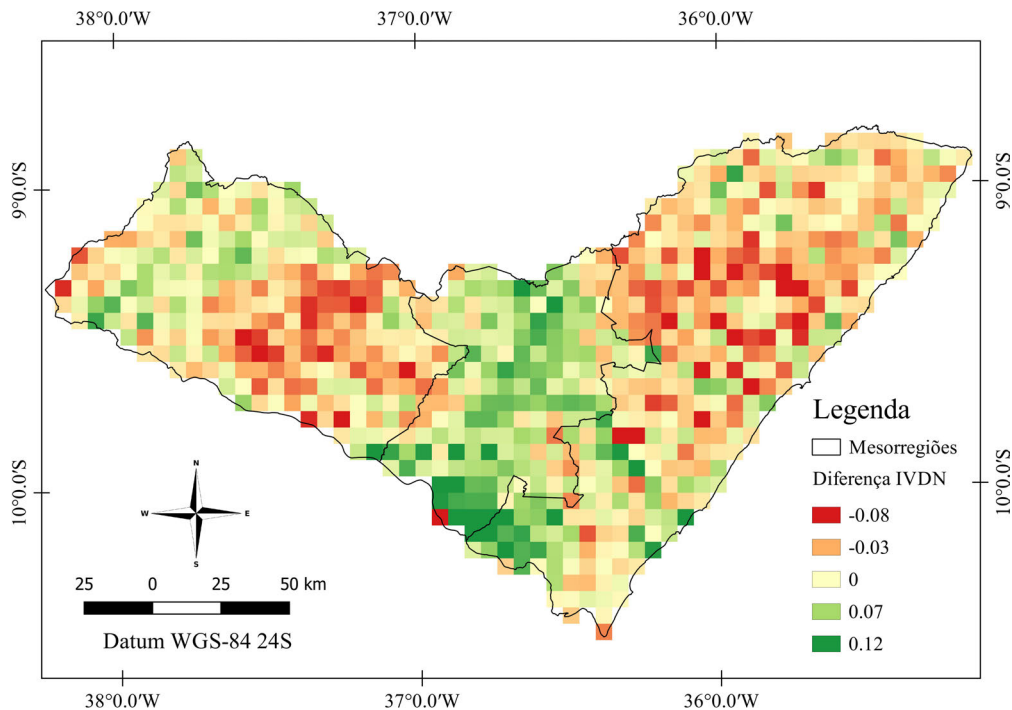 38°0.0'W 37°0.0'W 36°0.0'W
9°0.0'S 9°0.0'S
10°0.0'S 10°0.0'S
N
W E
S
25 0 25 50 km
Datum WGS-84 24S
Legenda
Mesorregiões
Diferença IVDN
-0.08
-0.03
0
0.07
0.12
38°0.0'W 37°0.0'W 36°0.0'W